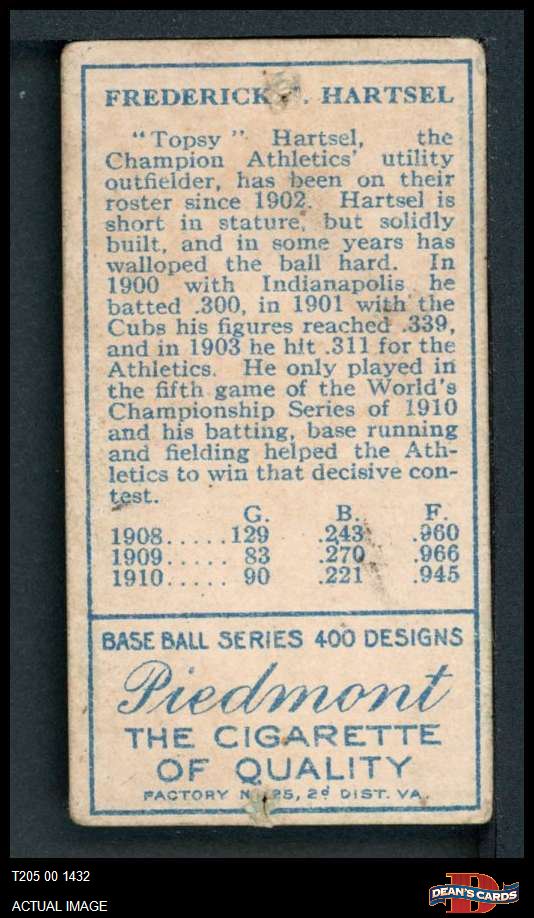 FREDERICK . HARTSEL
"Topsy" Hartsel, the
Champion Athletics' utility
outfielder, has been on their
roster since 1902. Hartsel is
short in stature, but solidly
built, and in some years has
walloped the ball hard. In
1900 with Indianapolis he
batted .300, in 1901 with the
Cubs his figures reached .339,
and in 1903 he hit .311 for the
Athletics. He only played in
the fifth game of the World's
Championship Series of 1910
and his batting, base running
and fielding helped the Ath-
letics to win that decisive con-
test.
G. B. F.
1908.....129 .243 .960
1909..... 83 .270 .966
1910..... 90 .221 .945
BASE BALL SERIES 400 DESIGNS
Piedmont
THE CIGARETTE
OF QUALITY
FACTORY No 25, 2d DIST. VA.
T205 00 1432
ACTUAL IMAGE
D
DEAN'S CARDS